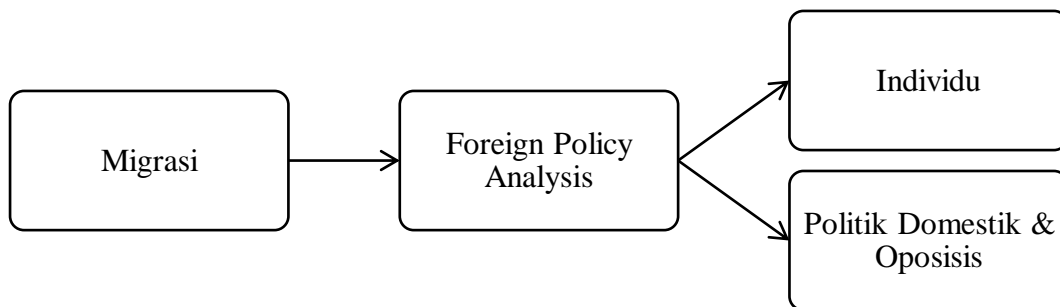 Migrasi
Foreign Policy
Analysis
Individu
Politik Domestik &
Oposisis